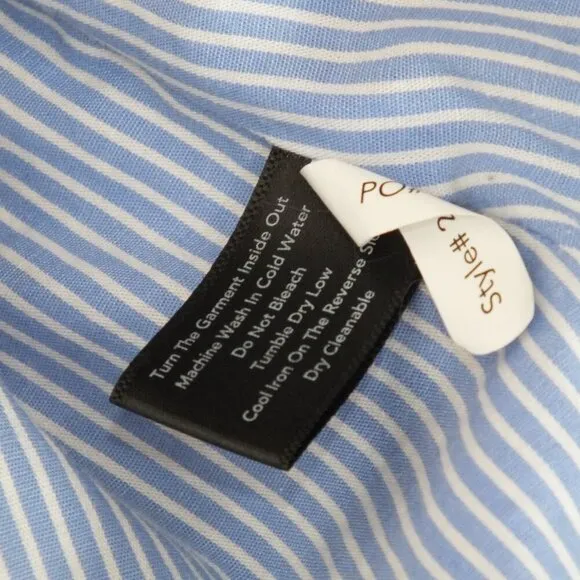 Turn The Garment Inside Out
Machine Wash In Cold Water
Do Not Bleach
Tumble Dry Low
Cool Iron On The Reverse
Dry Cleanable
Style# 2